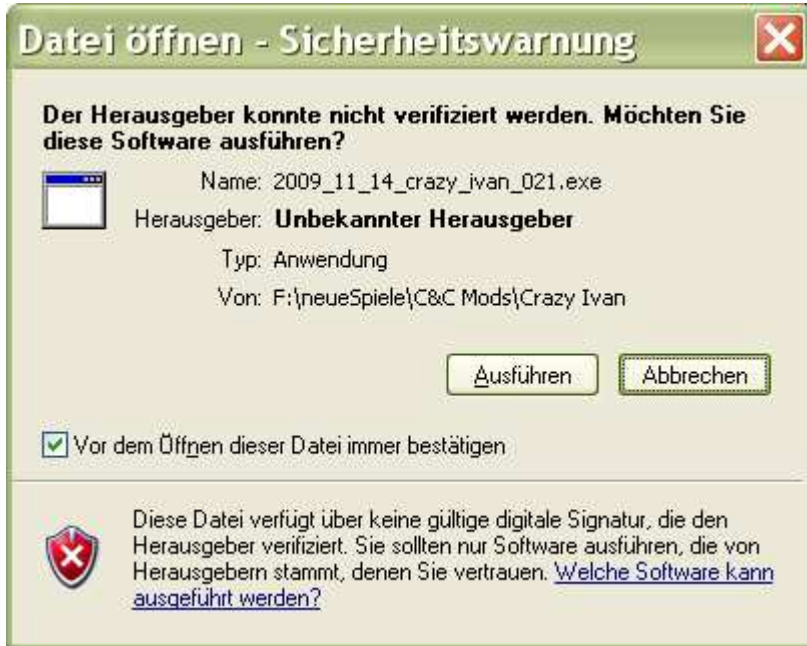 Datei öffnen - Sicherheitswarnung
Der Herausgeber konnte nicht verifiziert werden. Möchten Sie
diese Software ausführen?
Name: 2009_11_14_crazy_ivan_021.exe
Herausgeber: Unbekannter Herausgeber
Typ: Anwendung
Von: F:\neueSpiele\C&C Mods\Crazy Ivan
Ausführen Abbrechen
Vor dem Öffnen dieser Datei immer bestätigen
Diese Datei verfügt über keine gültige digitale Signatur, die den
Herausgeber verifiziert. Sie sollten nur Software ausführen, die von
Herausgebern stammt, denen Sie vertrauen. Welche Software kann
ausgeführt werden?